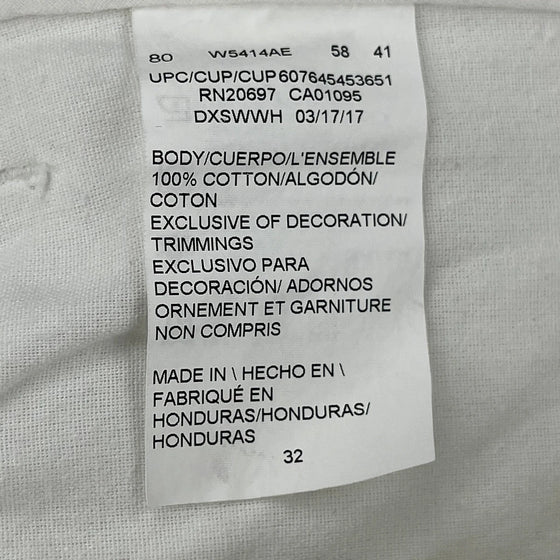 80 W5414AE 58 41
UPC/CUP/CUP607645453651
RN20697 CA01095
DXSWWH 03/17/17
BODY/CUERPO/L'ENSEMBLE
100% COTTON/ALGODÓN/
COTON
EXCLUSIVE OF DECORATION/
TRIMMINGS
EXCLUSIVO PARA
DECORACIÓN/ ADORNOS
ORNEMENT ET GARNITURE
NON COMPRIS
MADE IN \ HECHO EN \
FABRIQUÉ EN
HONDURAS/HONDURAS/
HONDURAS
32